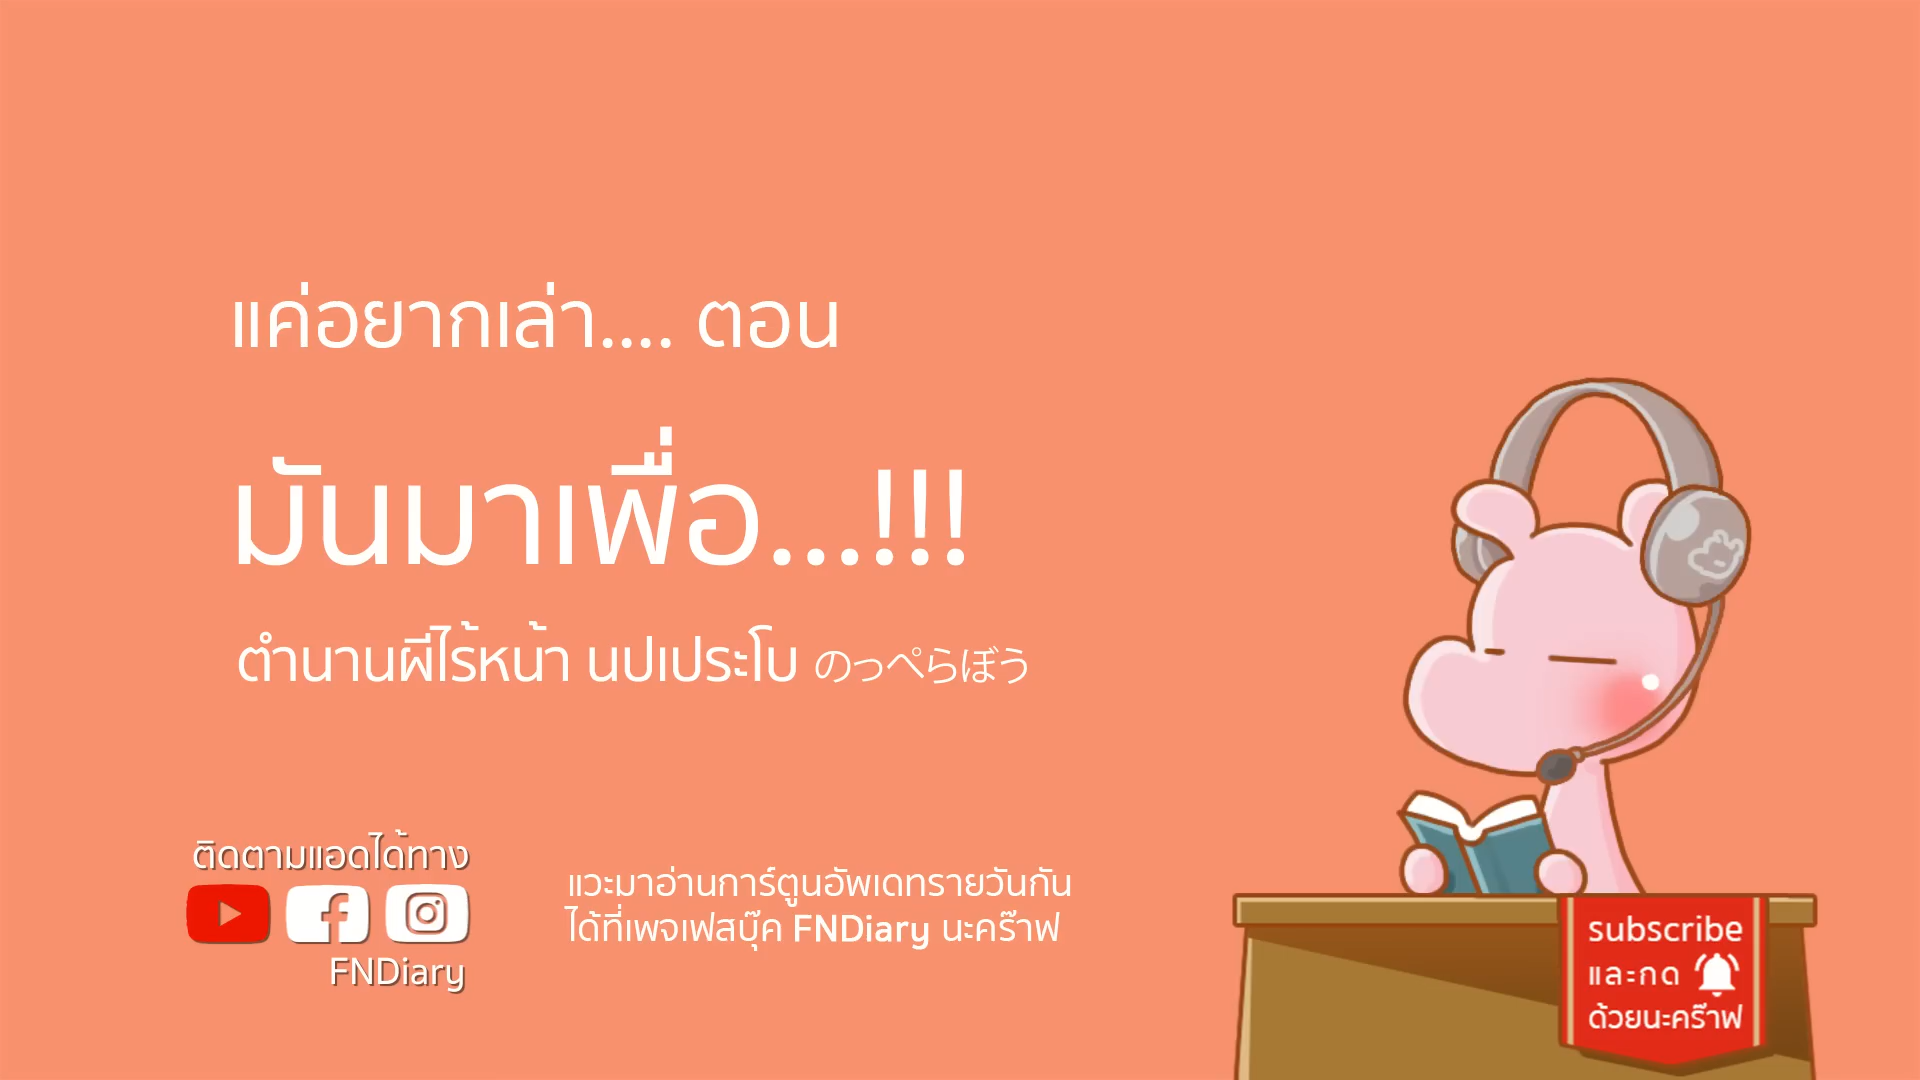 แค่อยากเล่า.... ตอน
มันมาเพื่อ...!!!
ตำนานผีไร้หน้า นปเประโบ のっぺらぼう
ติดตามแอดได้ทาง
FNDiary
แวะมาอ่านการ์ตูนอัพเดทรายวันกัน
ได้ที่เพจเฟสบุ๊ค FNDiary นะคร๊าฟ
subscribe
และกด
ด้วยนะคร๊าฟ